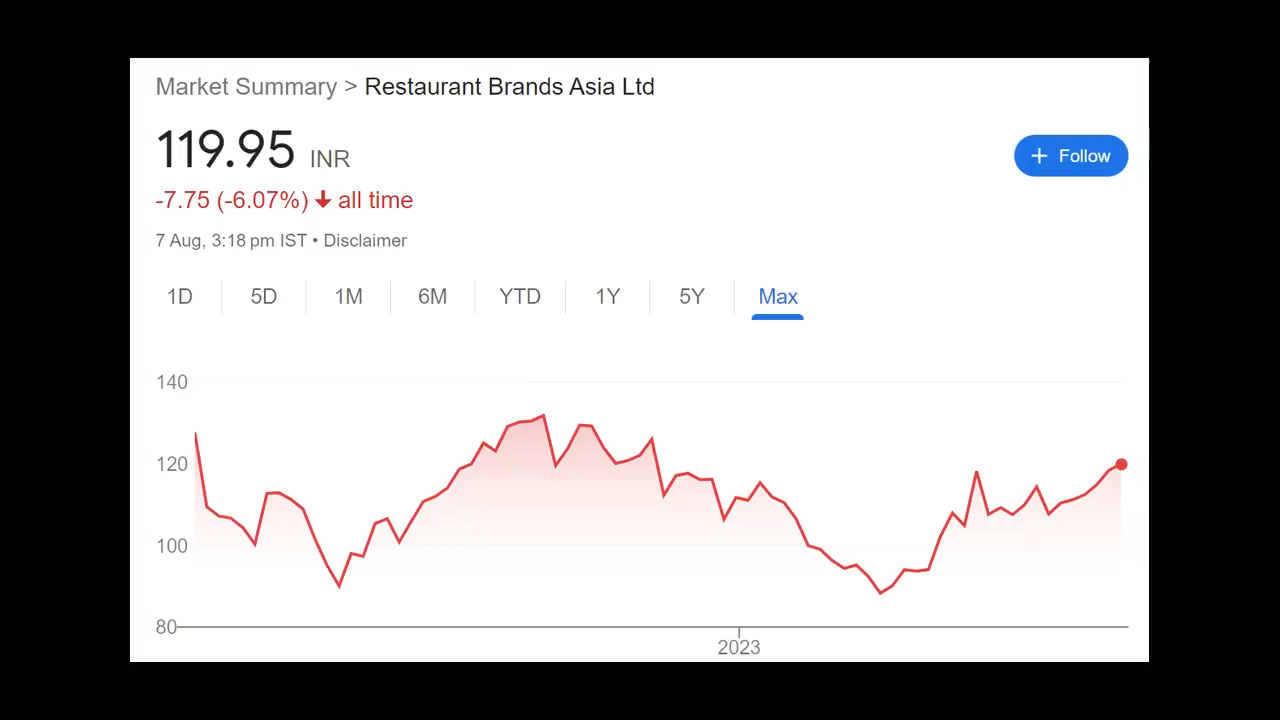 Market Summary > Restaurant Brands Asia Ltd
119.95 INR
+ Follow
-7.75 (-6.07%) ↓ all time
7 Aug, 3:18 pm IST • Disclaimer
1D 5D 1M 6M YTD 1Y 5Y Max
140
120
100
80
2023